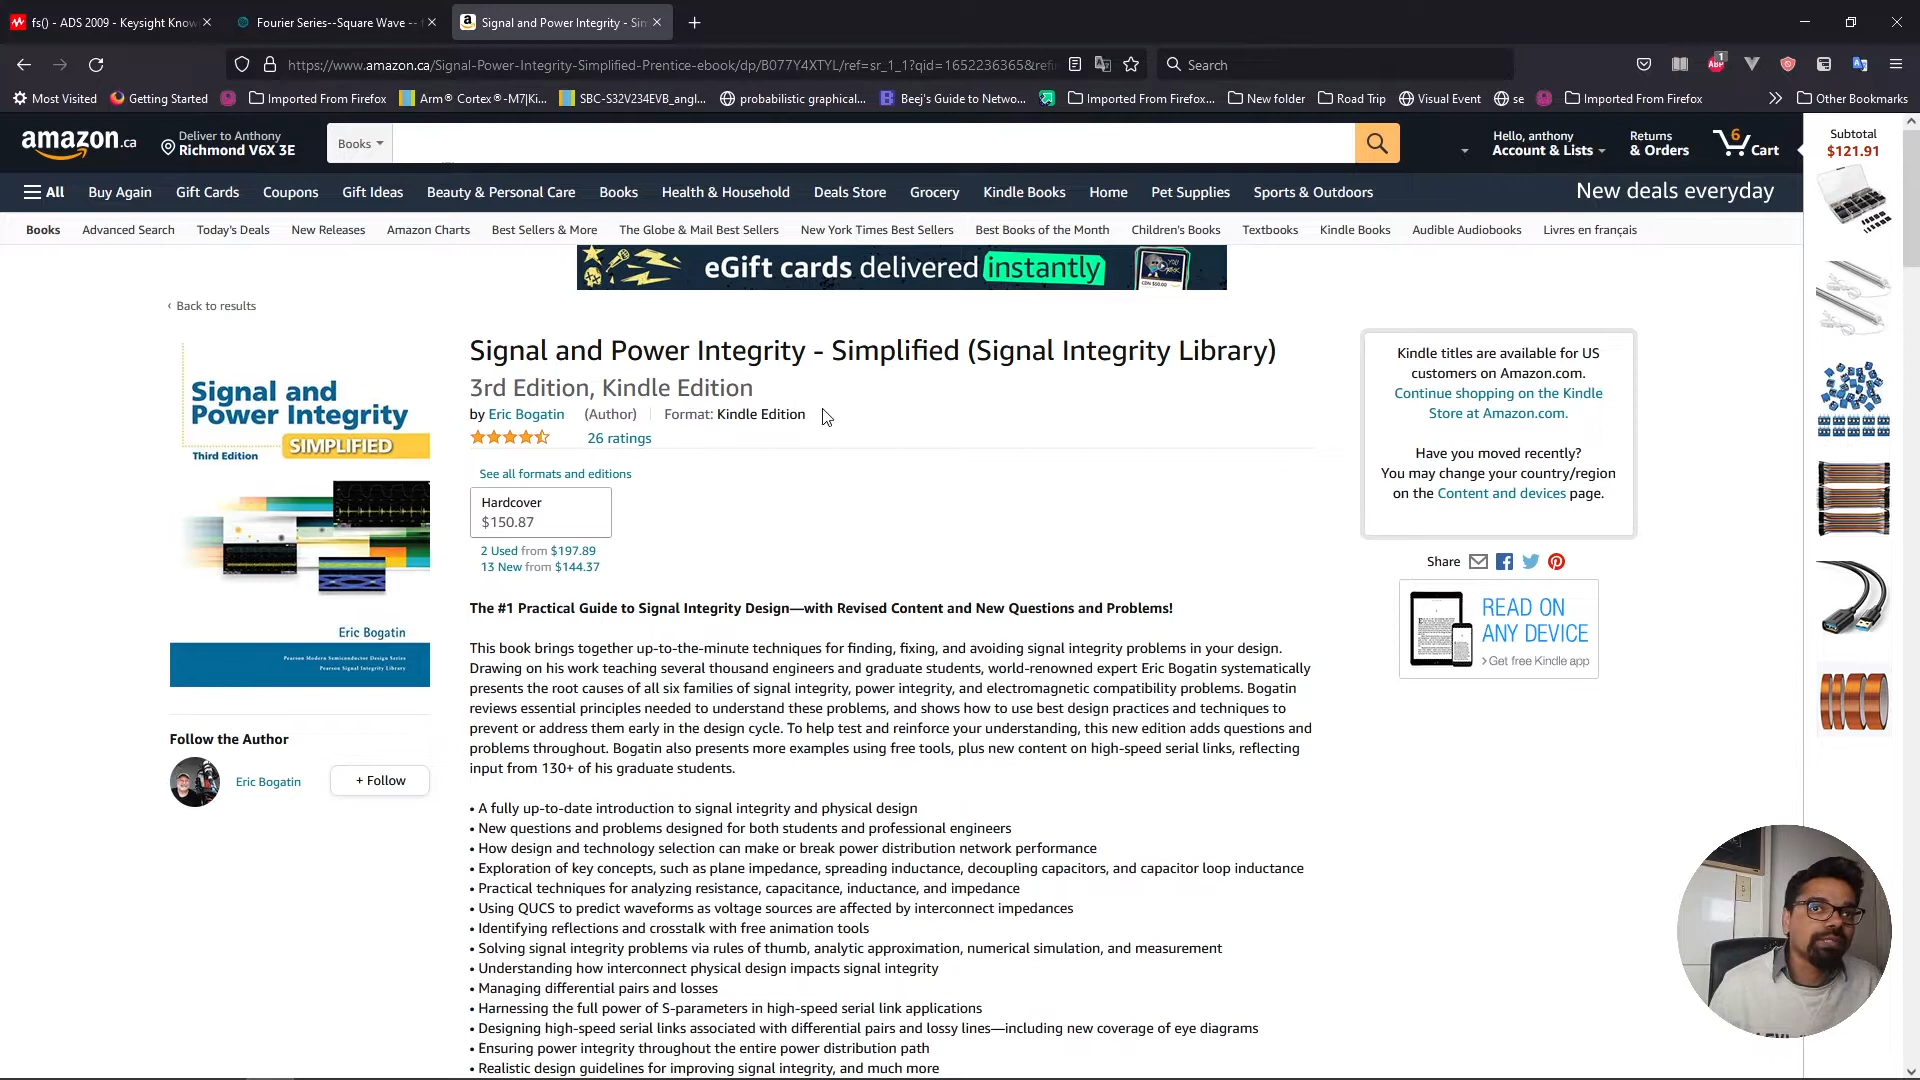 fs() - ADS 2009 - Keysight Know
Fourier Series--Square Wave --
Signal and Power Integrity - Sim
https://www.amazon.ca/Signal-Power-Integrity-Simplified-Prentice-ebook/dp/B077Y4XTYL/ref=sr_1_1?qid=1652236365&refi
Search
ABP
1
Most Visited
Getting Started
Imported From Firefox
Arm® Cortex®-M7|Ki...
SBC-S32V234EVB_angl...
probabilistic graphical...
Beej's Guide to Netwo...
Imported From Firefox...
New folder
Road Trip
Visual Event
se
Imported From Firefox
Other Bookmarks
amazon.ca
Deliver to Anthony
Richmond V6X 3E
Books
Hello, anthony
Account & Lists
Returns
& Orders
6
Cart
Subtotal
$121.91
All
Buy Again
Gift Cards
Coupons
Gift Ideas
Beauty & Personal Care
Books
Health & Household
Deals Store
Grocery
Kindle Books
Home
Pet Supplies
Sports & Outdoors
New deals everyday
Books
Advanced Search
Today's Deals
New Releases
Amazon Charts
Best Sellers & More
The Globe & Mail Best Sellers
New York Times Best Sellers
Best Books of the Month
Children's Books
Textbooks
Kindle Books
Audible Audiobooks
Livres en français
eGift cards delivered instantly
‹ Back to results
Signal and
Power Integrity
SIMPLIFIED
Third Edition
Eric Bogatin
Pearson Modern Semiconductor Design Series
Pearson Signal Integrity Library
Follow the Author
Eric Bogatin
+ Follow
Signal and Power Integrity - Simplified (Signal Integrity Library)
3rd Edition, Kindle Edition
by Eric Bogatin (Author) Format: Kindle Edition
26 ratings
See all formats and editions
Hardcover
$150.87
2 Used from $197.89
13 New from $144.37
The #1 Practical Guide to Signal Integrity Design—with Revised Content and New Questions and Problems!
This book brings together up-to-the-minute techniques for finding, fixing, and avoiding signal integrity problems in your design.
Drawing on his work teaching several thousand engineers and graduate students, world-renowned expert Eric Bogatin systematically
presents the root causes of all six families of signal integrity, power integrity, and electromagnetic compatibility problems. Bogatin
reviews essential principles needed to understand these problems, and shows how to use best design practices and techniques to
prevent or address them early in the design cycle. To help test and reinforce your understanding, this new edition adds questions and
problems throughout. Bogatin also presents more examples using free tools, plus new content on high-speed serial links, reflecting
input from 130+ of his graduate students.
• A fully up-to-date introduction to signal integrity and physical design
• New questions and problems designed for both students and professional engineers
• How design and technology selection can make or break power distribution network performance
• Exploration of key concepts, such as plane impedance, spreading inductance, decoupling capacitors, and capacitor loop inductance
• Practical techniques for analyzing resistance, capacitance, inductance, and impedance
• Using QUCS to predict waveforms as voltage sources are affected by interconnect impedances
• Identifying reflections and crosstalk with free animation tools
• Solving signal integrity problems via rules of thumb, analytic approximation, numerical simulation, and measurement
• Understanding how interconnect physical design impacts signal integrity
• Managing differential pairs and losses
• Harnessing the full power of S-parameters in high-speed serial link applications
• Designing high-speed serial links associated with differential pairs and lossy lines—including new coverage of eye diagrams
• Ensuring power integrity throughout the entire power distribution path
• Realistic design guidelines for improving signal integrity, and much more
Kindle titles are available for US
customers on Amazon.com.
Continue shopping on the Kindle
Store at Amazon.com.
Have you moved recently?
You may change your country/region
on the Content and devices page.
Share
READ ON
ANY DEVICE
› Get free Kindle app